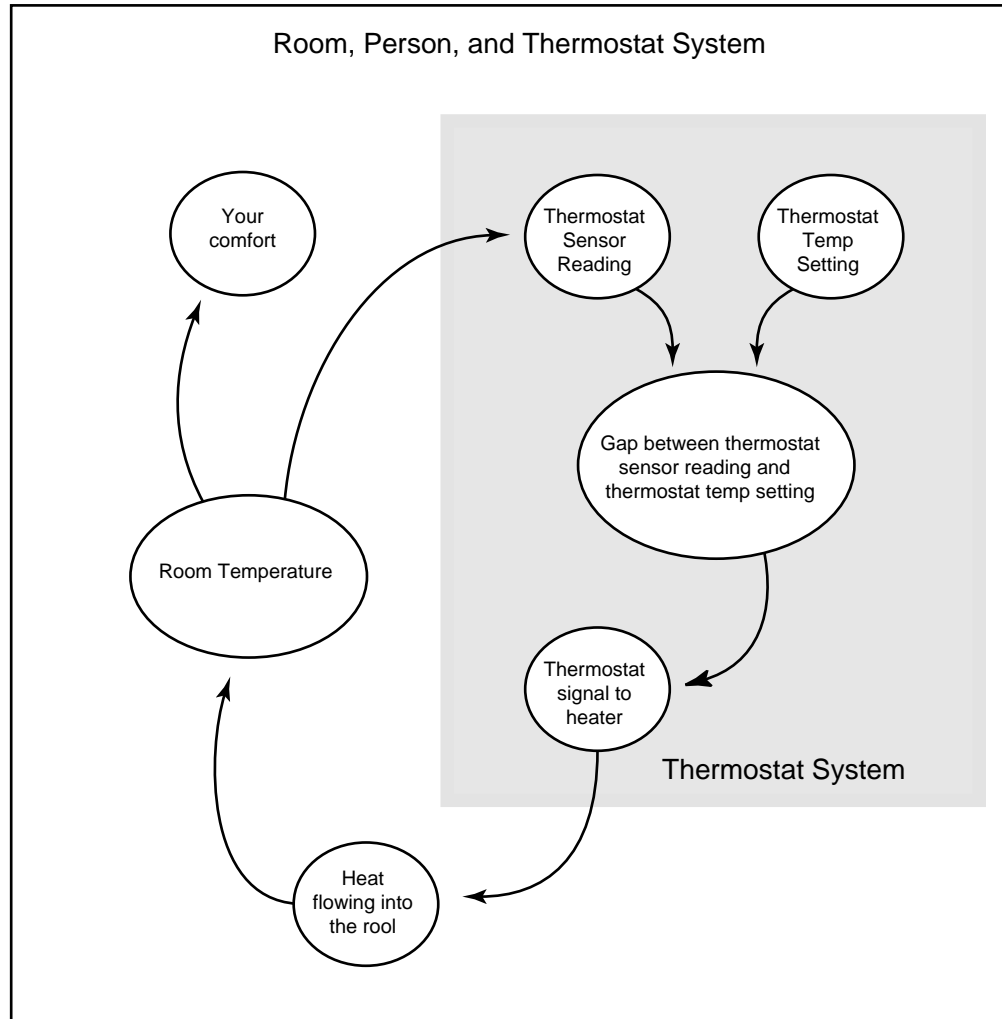 Room, Person, and Thermostat System
Your
comfort
Thermostat
Sensor
Reading
Thermostat
Temp
Setting
Gap between thermostat
sensor reading and
thermostat temp setting
Room Temperature
Thermostat
signal to
heater
Thermostat System
Heat
flowing into
the rool